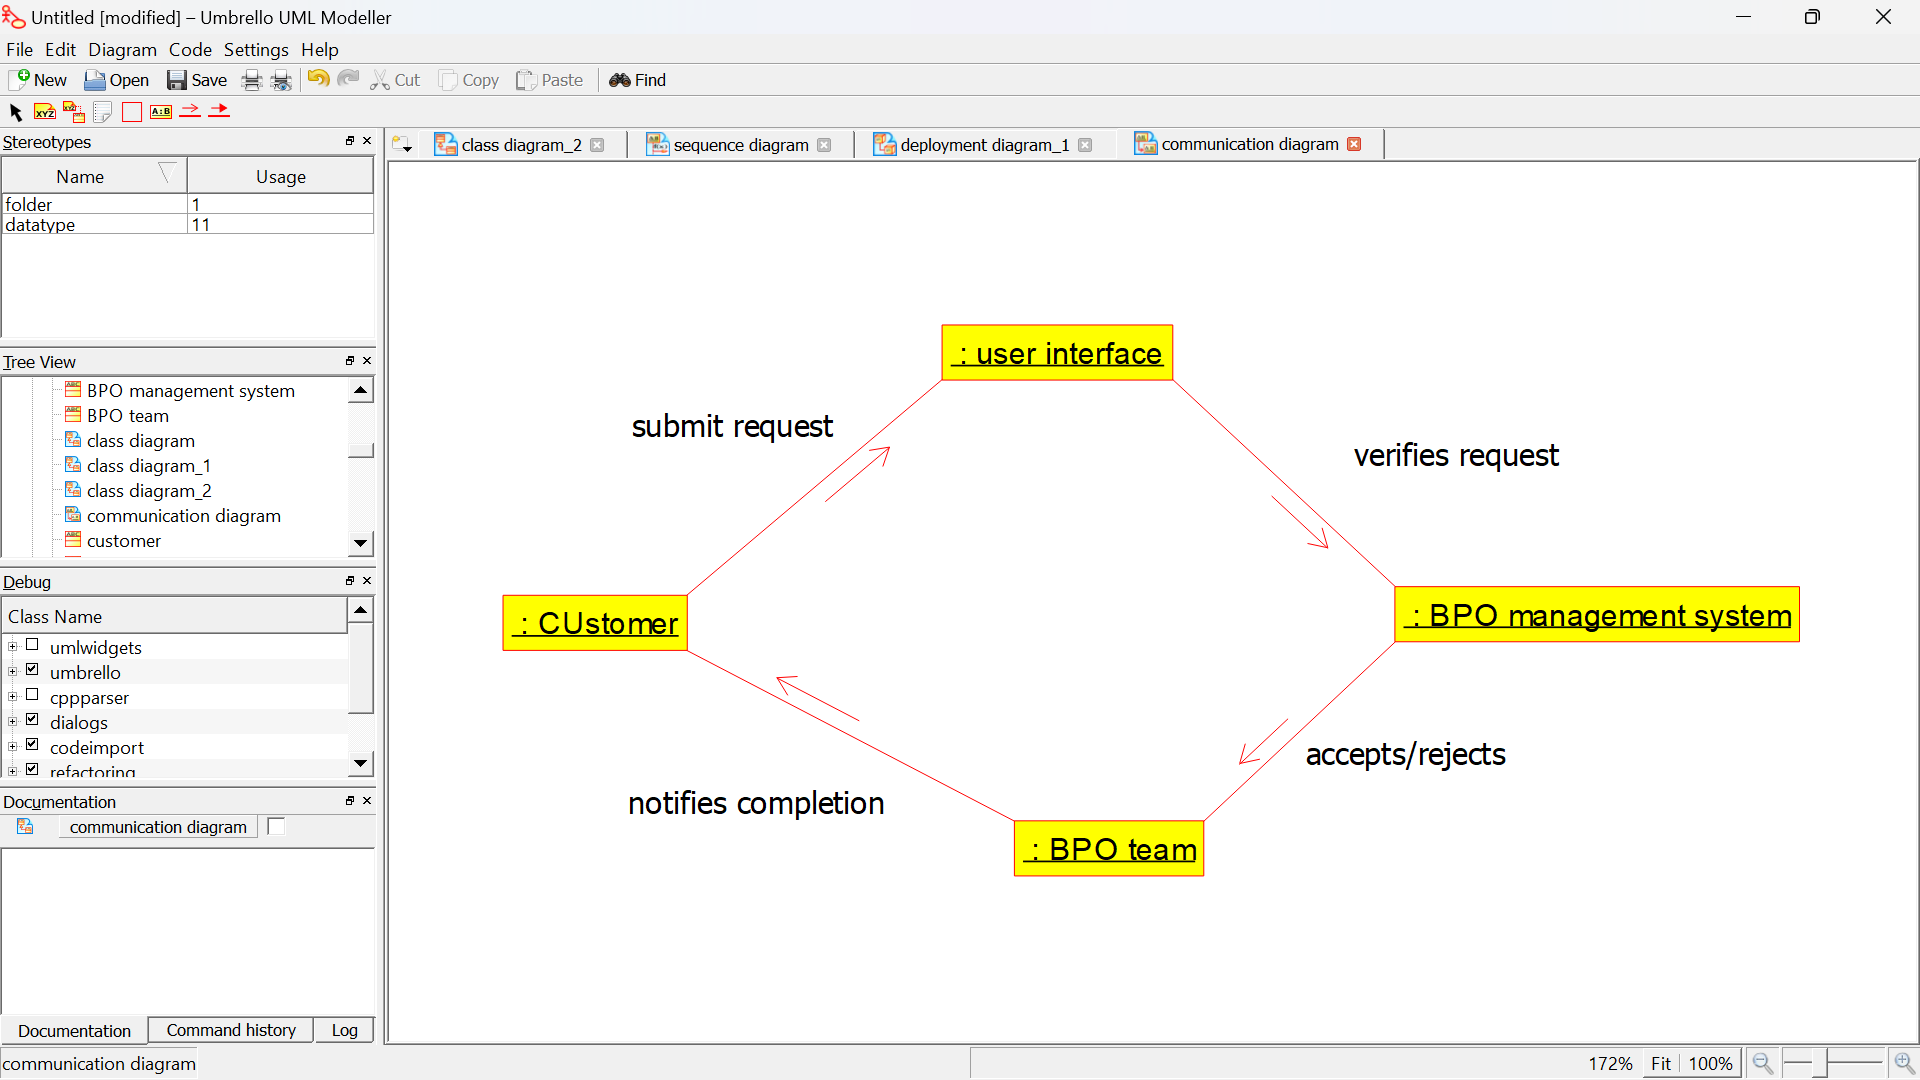 Untitled [modified] – Umbrello UML Modeller
File Edit Diagram Code Settings Help
New Open Save Cut Copy Paste Find
XYZ XYZ A:B
Stereotypes
Name Usage
folder 1
datatype 11
Tree View
BPO management system
BPO team
class diagram
class diagram_1
class diagram_2
communication diagram
customer
Debug
Class Name
umlwidgets
umbrello
cppparser
dialogs
codeimport
refactoring
Documentation
communication diagram
Documentation Command history Log
communication diagram
class diagram_2 sequence diagram deployment diagram_1 communication diagram
: user interface
submit request
verifies request
: CUstomer
: BPO management system
accepts/rejects
notifies completion
: BPO team
172% Fit 100%